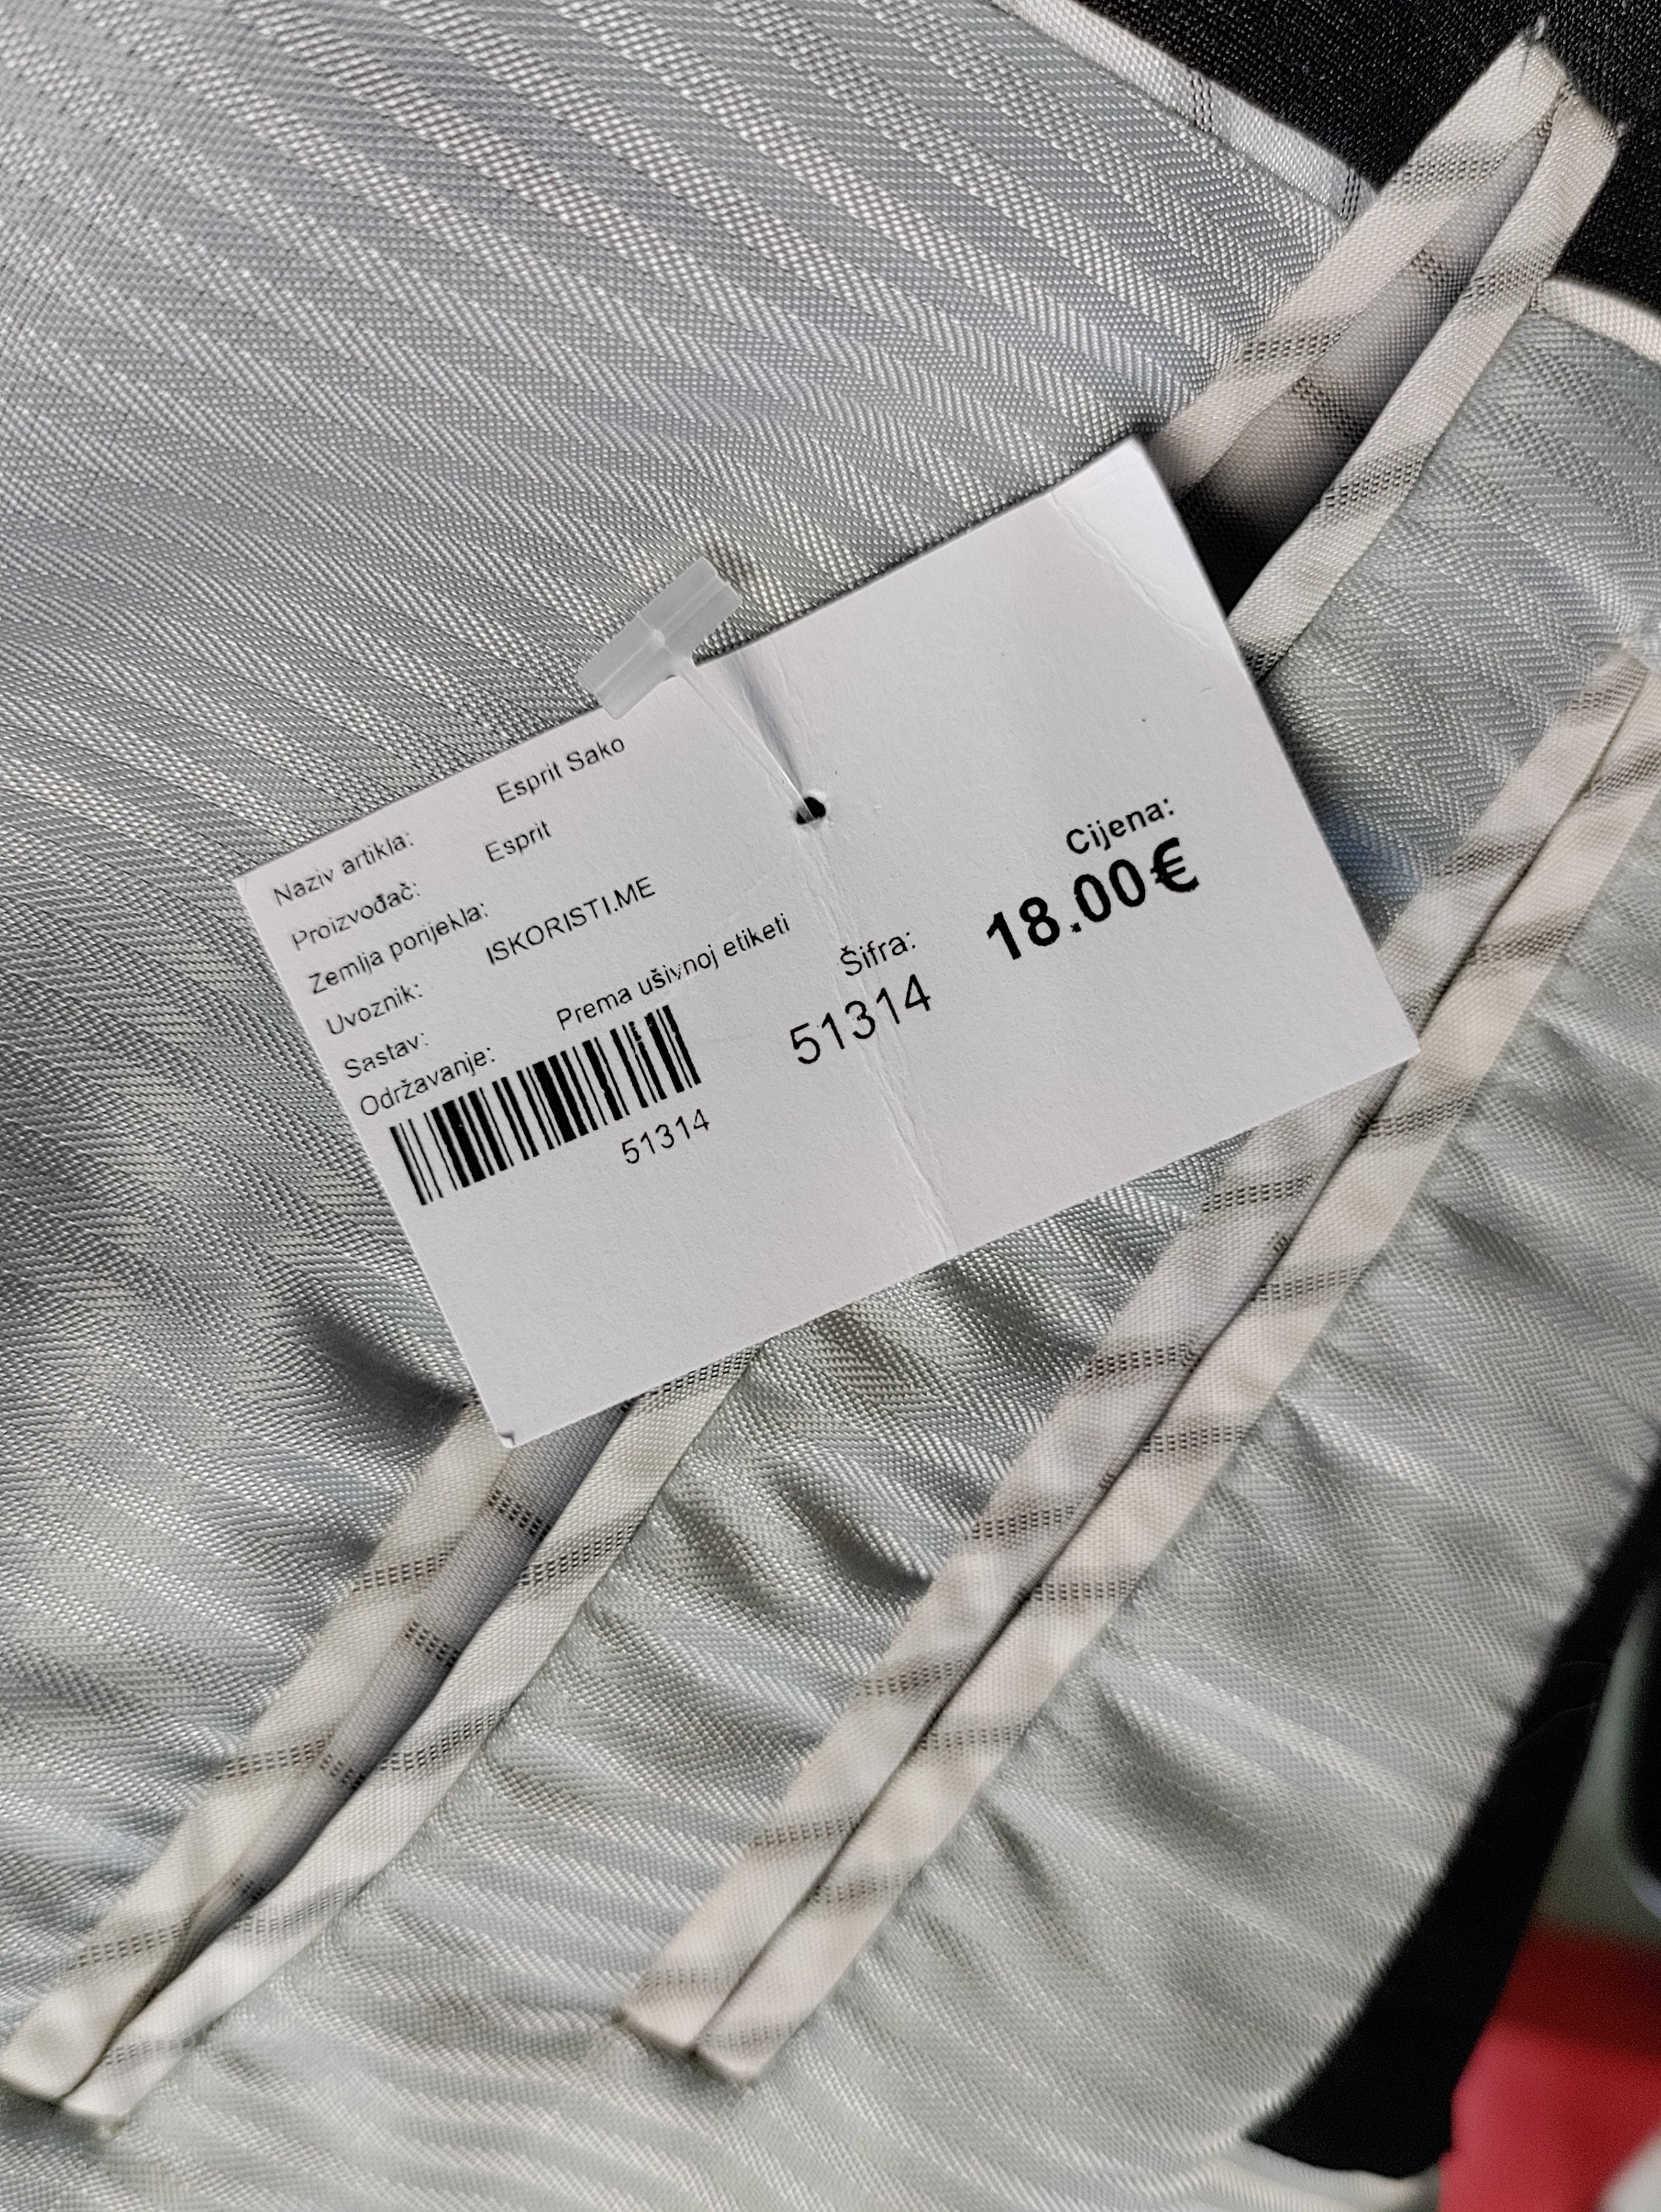 Naziv artikla: Esprit Sako
Proizvođač: Esprit
Zemlja porijekla:
Uvoznik: ISKORISTI.ME
Sastav:
Održavanje: Prema ušivnoj etiketi
51314
Šifra:
51314
Cijena:
18.00€